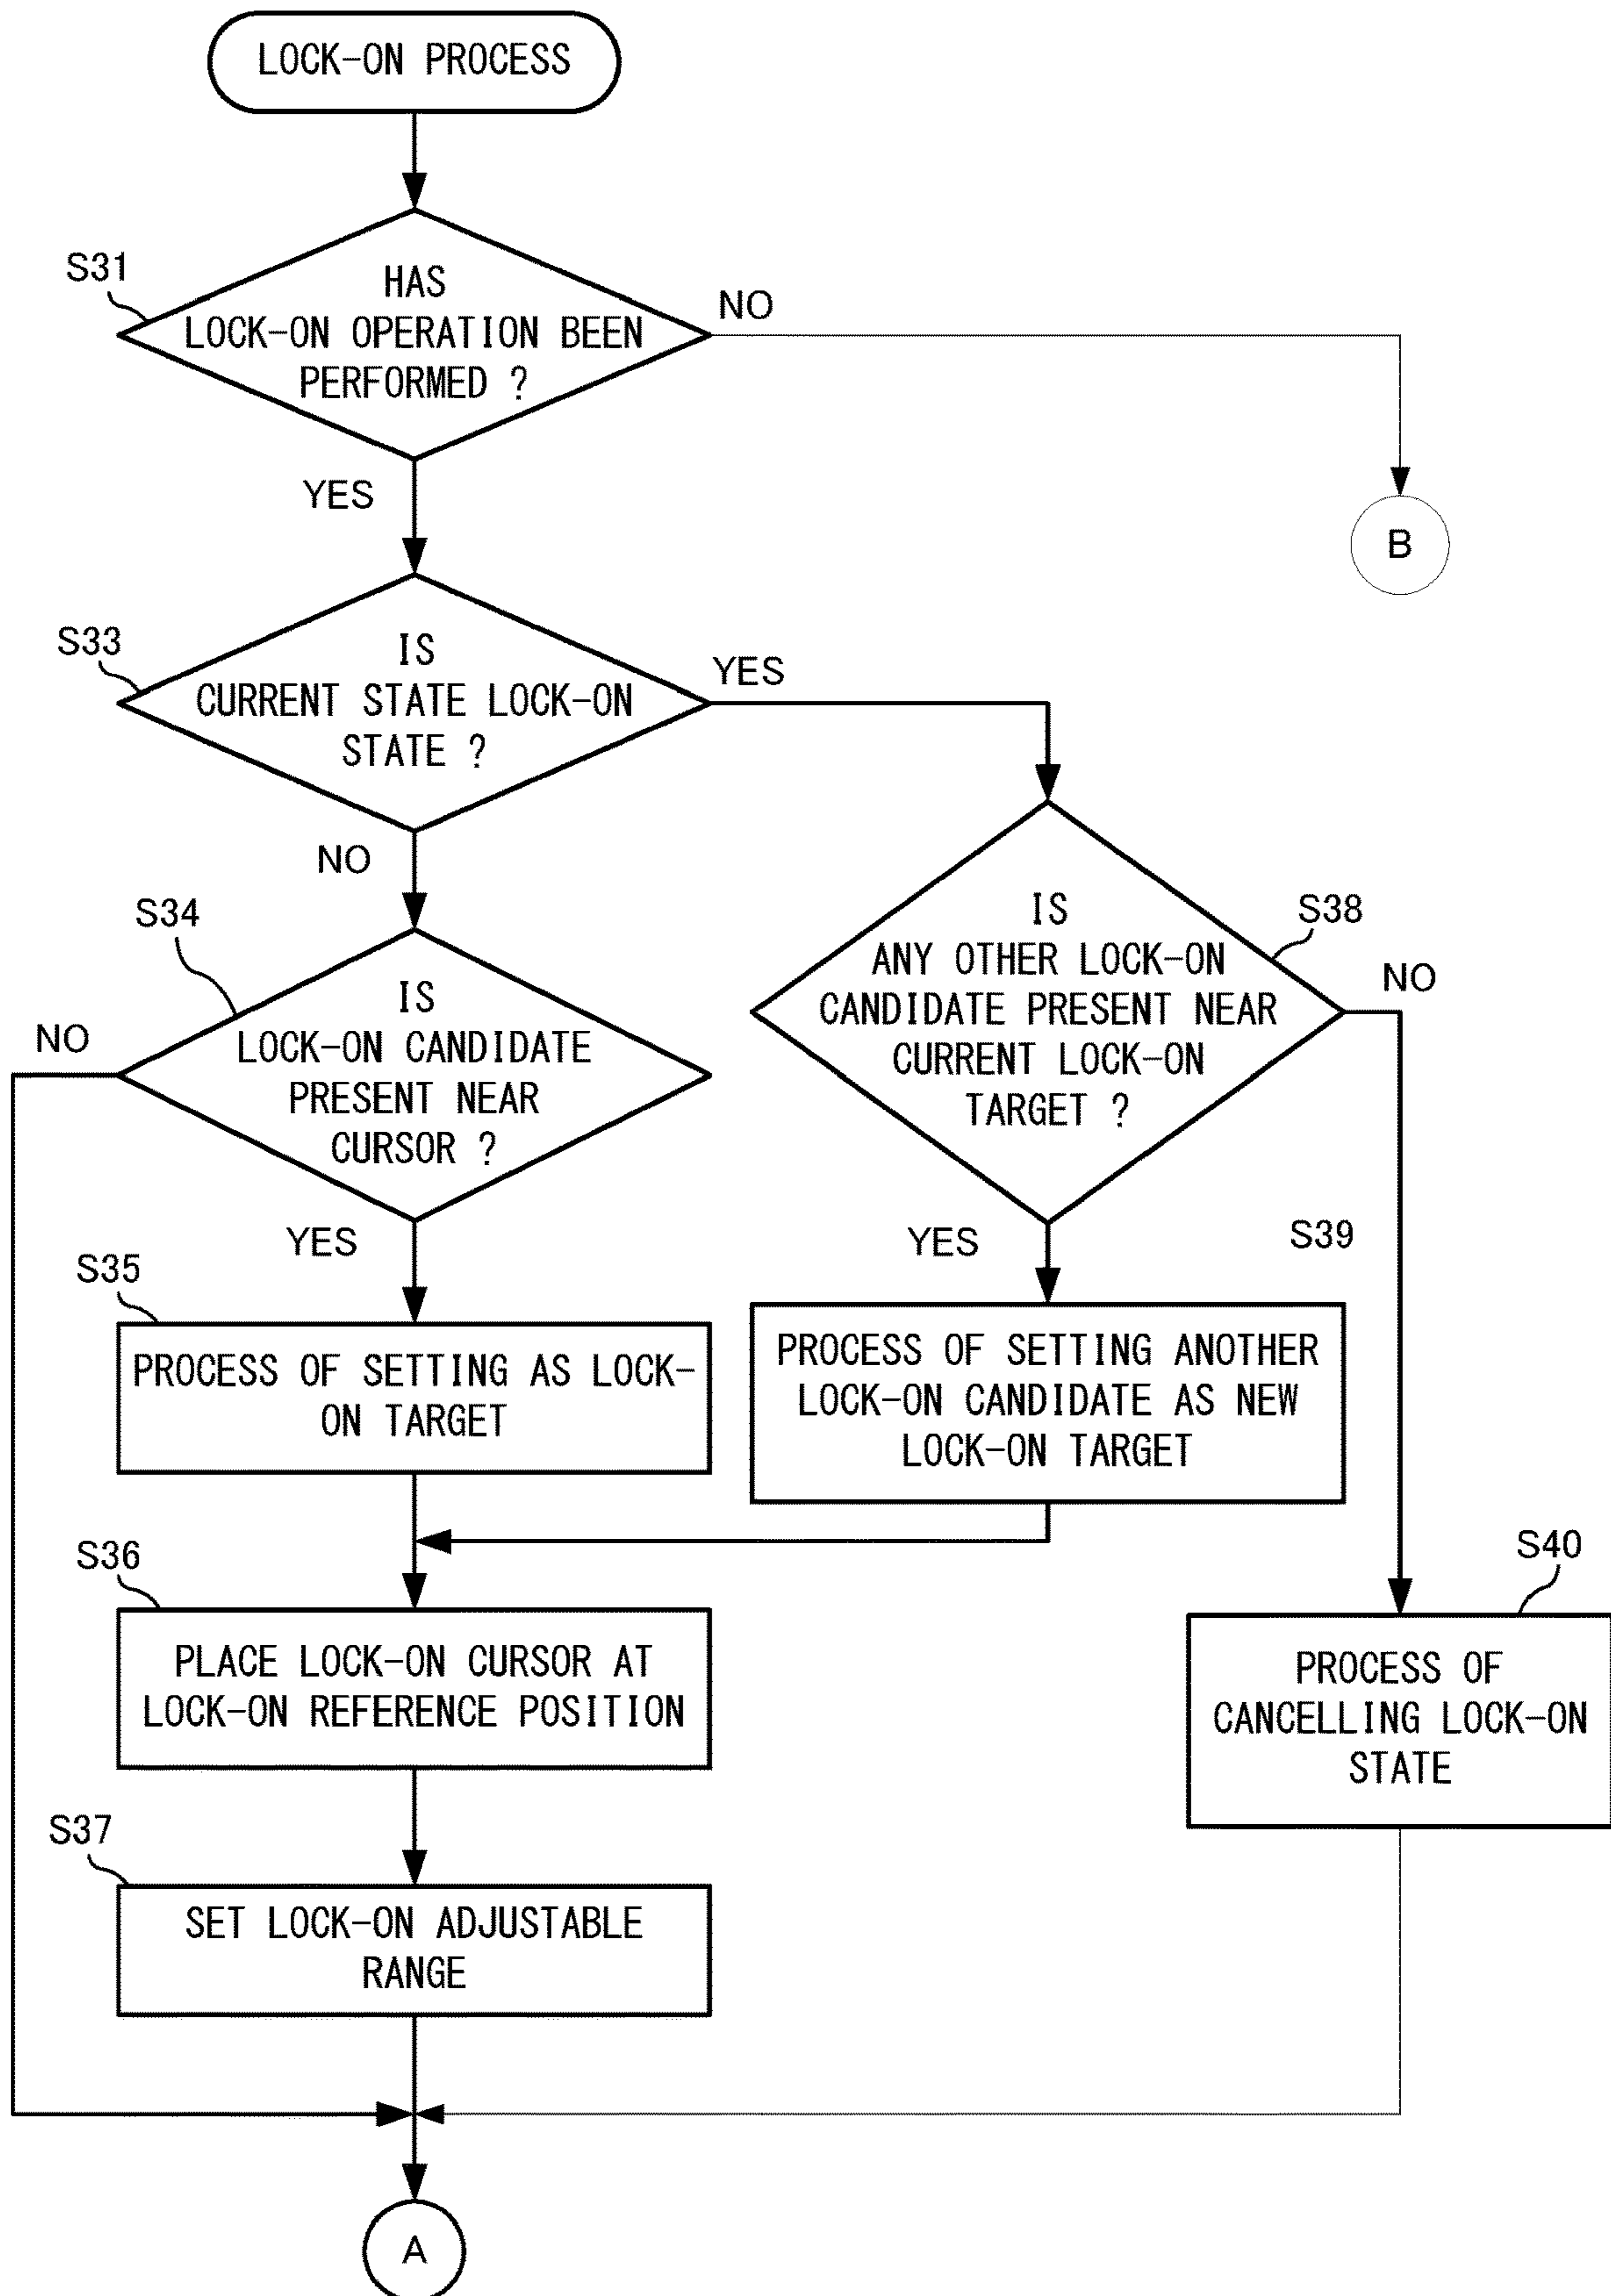 LOCK-ON PROCESS
S31
HAS
LOCK-ON OPERATION BEEN
PERFORMED ?
NO
YES
B
S33
IS
CURRENT STATE LOCK-ON
STATE ?
YES
NO
S34
IS
LOCK-ON CANDIDATE
PRESENT NEAR
CURSOR ?
NO
YES
S38
IS
ANY OTHER LOCK-ON
CANDIDATE PRESENT NEAR
CURRENT LOCK-ON
TARGET ?
NO
YES
S35
PROCESS OF SETTING AS LOCK-
ON TARGET
S39
PROCESS OF SETTING ANOTHER
LOCK-ON CANDIDATE AS NEW
LOCK-ON TARGET
S36
PLACE LOCK-ON CURSOR AT
LOCK-ON REFERENCE POSITION
S40
PROCESS OF
CANCELLING LOCK-ON
STATE
S37
SET LOCK-ON ADJUSTABLE
RANGE
A